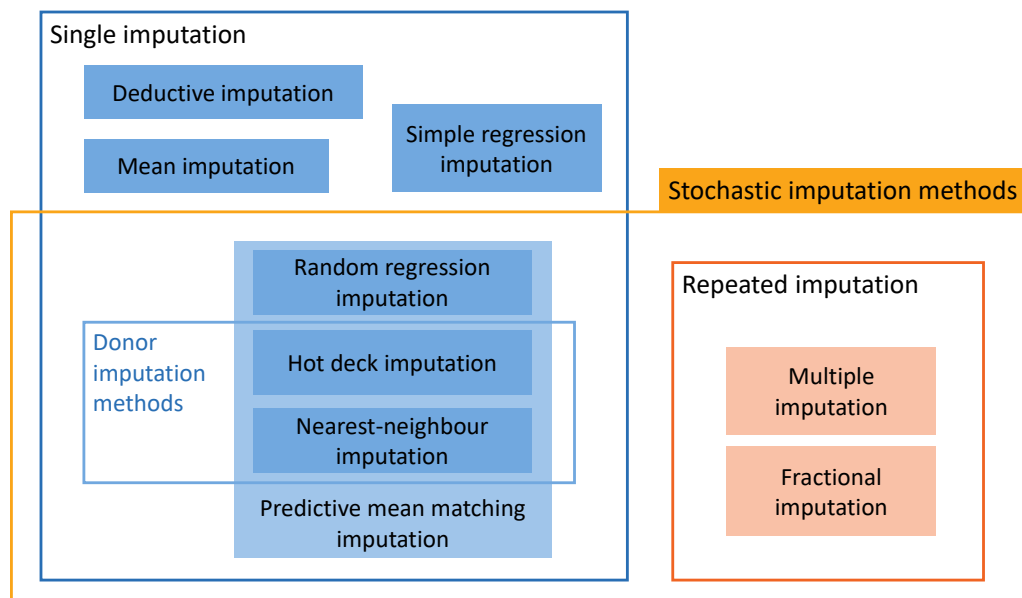 Single imputation
Deductive imputation
Simple regression
imputation
Mean imputation
Stochastic imputation methods
Random regression
imputation
Repeated imputation
Donor
imputation
methods
Hot deck imputation
Multiple
imputation
Nearest-neighbour
imputation
Fractional
imputation
Predictive mean matching
imputation